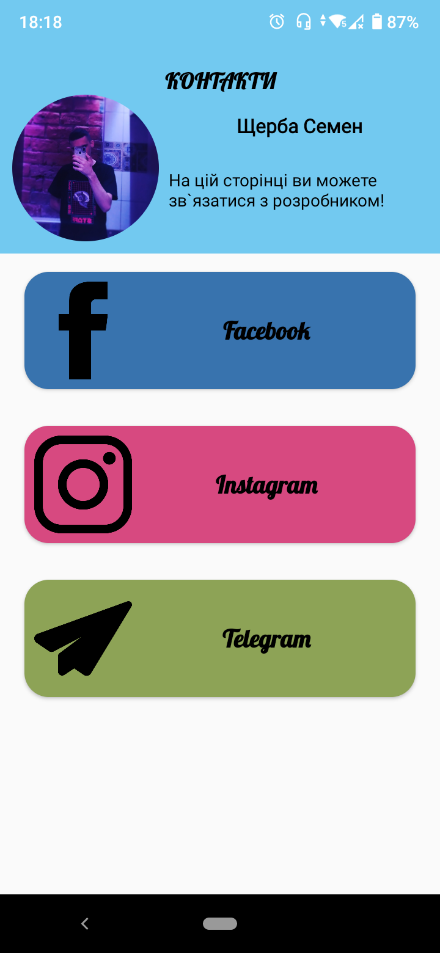 18:18
87%
КОНТАКТИ
Щерба Семен
На цій сторінці ви можете
зв`язатися з розробником!
Facebook
Instagram
Telegram